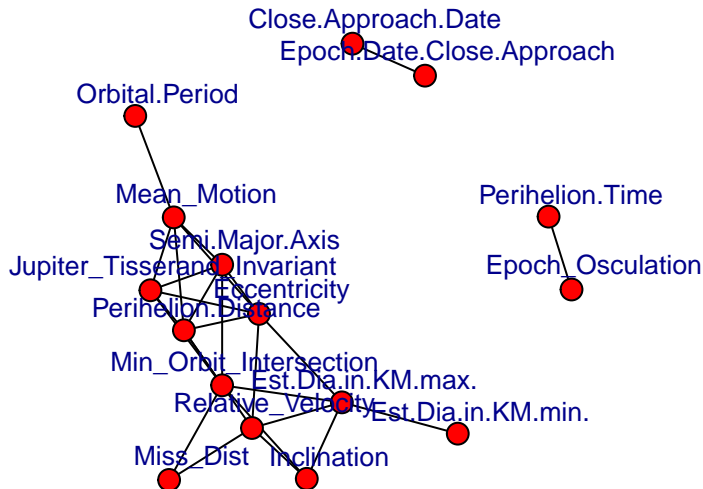 Close.Approach.Date
Epoch.Date.Close.Approach
Orbital.Period
Mean_Motion
Perihelion.Time
Semi.Major.Axis
Jupiter_Tisserand_Invariant
Epoch_Osculation
Eccentricity
Perihelion.Distance
Min_Orbit_Intersection
Est.Dia.in.KM.max.
Relative_Velocity
Est.Dia.in.KM.min.
Miss_Dist
Inclination